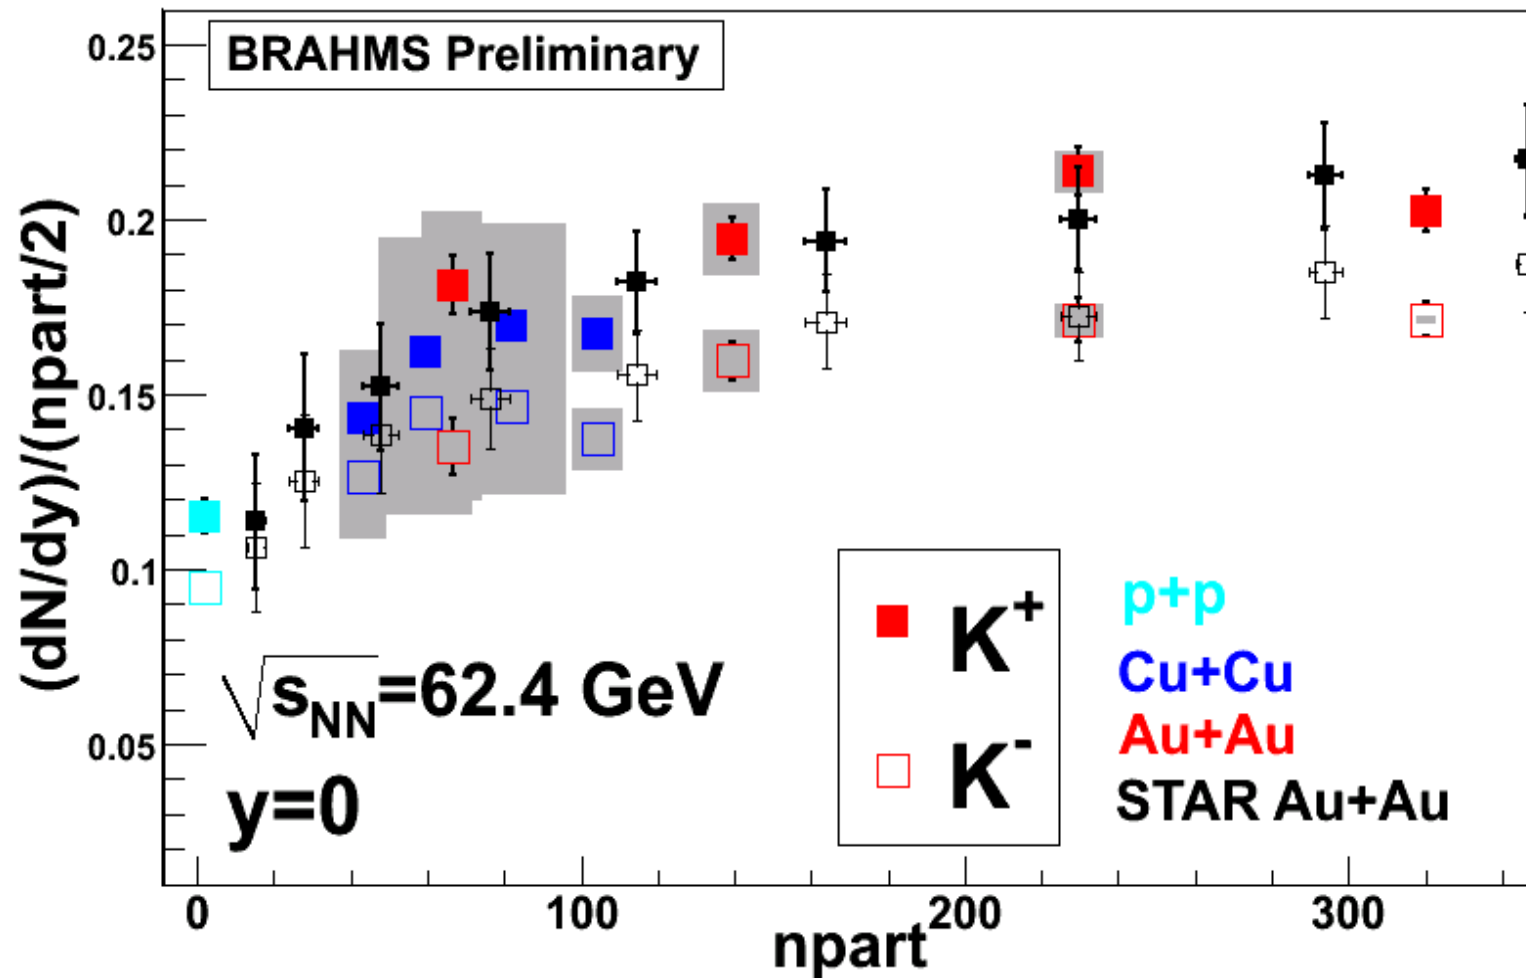 BRAHMS Preliminary
0.25
0.2
0.15
0.1
0.05
(dN/dy)/(npart/2)
√sNN=62.4 GeV
y=0
K+
K-
p+p
Cu+Cu
Au+Au
STAR Au+Au
0
100
200
300
npart